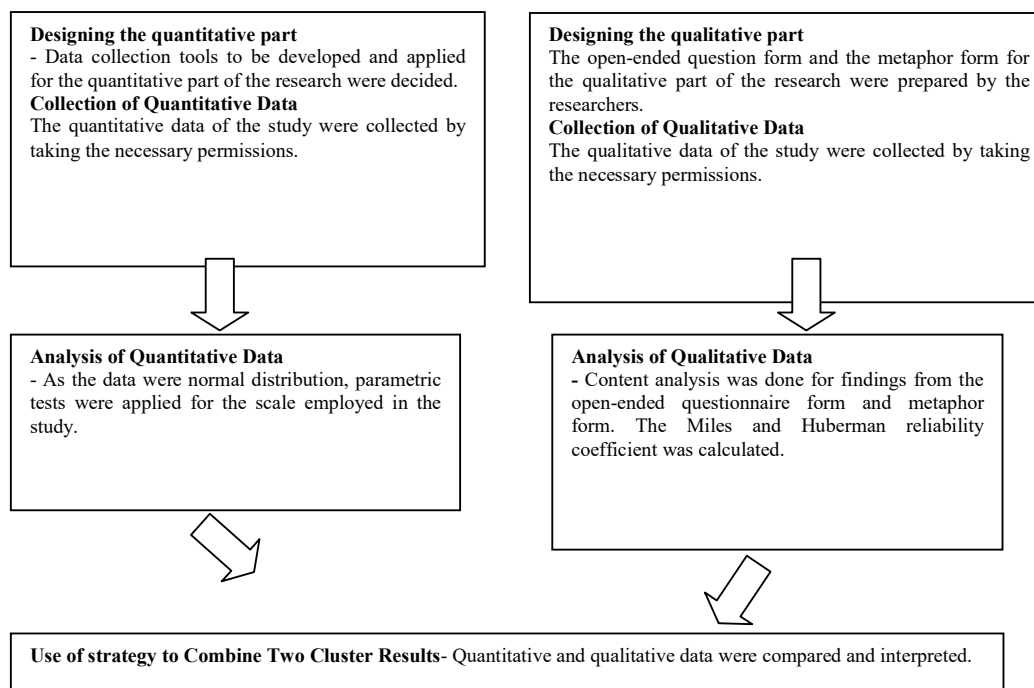 Designing the quantitative part
- Data collection tools to be developed and applied
for the quantitative part of the research were decided.
Collection of Quantitative Data
The quantitative data of the study were collected by
taking the necessary permissions.
Designing the qualitative part
The open-ended question form and the metaphor form for
the qualitative part of the research were prepared by the
researchers.
Collection of Qualitative Data
The qualitative data of the study were collected by taking
the necessary permissions.
Analysis of Quantitative Data
- As the data were normal distribution, parametric
tests were applied for the scale employed in the
study.
Analysis of Qualitative Data
- Content analysis was done for findings from the
open-ended questionnaire form and metaphor
form. The Miles and Huberman reliability
coefficient was calculated.
Use of strategy to Combine Two Cluster Results- Quantitative and qualitative data were compared and interpreted.